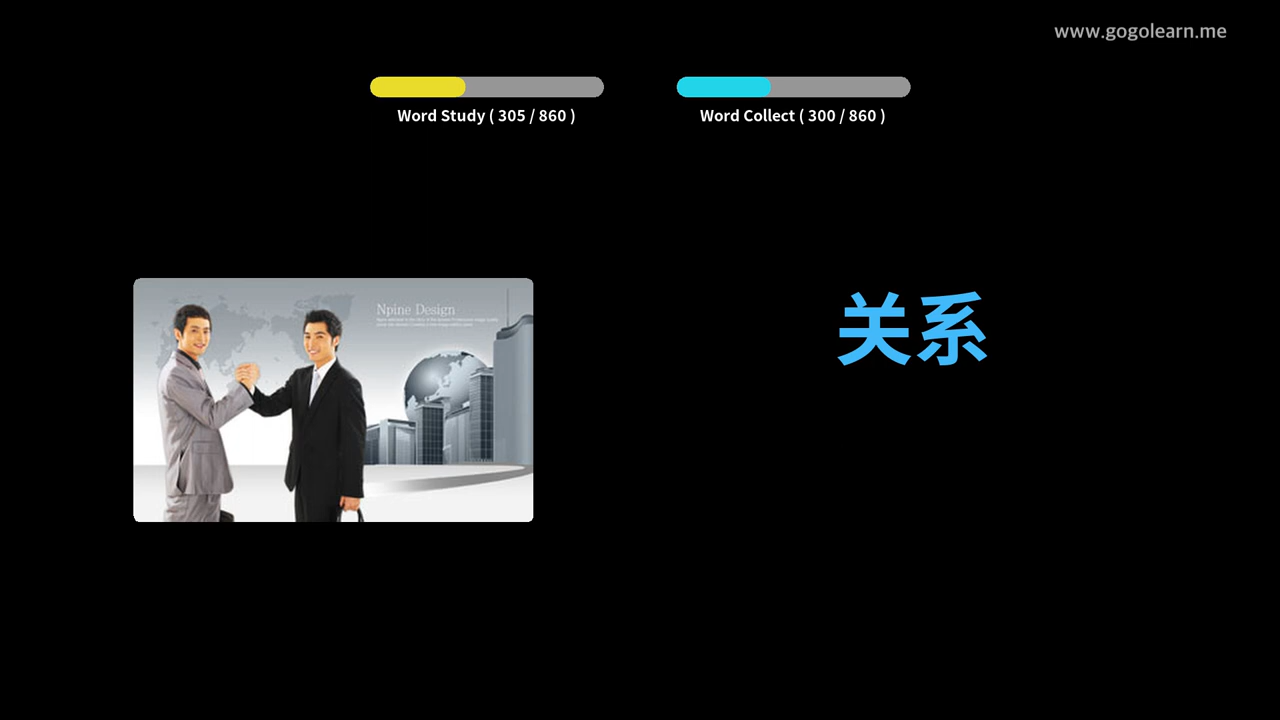 www.gogolearn.me
Word Study ( 305 / 860 )
Word Collect ( 300 / 860 )
Npine Design
关系